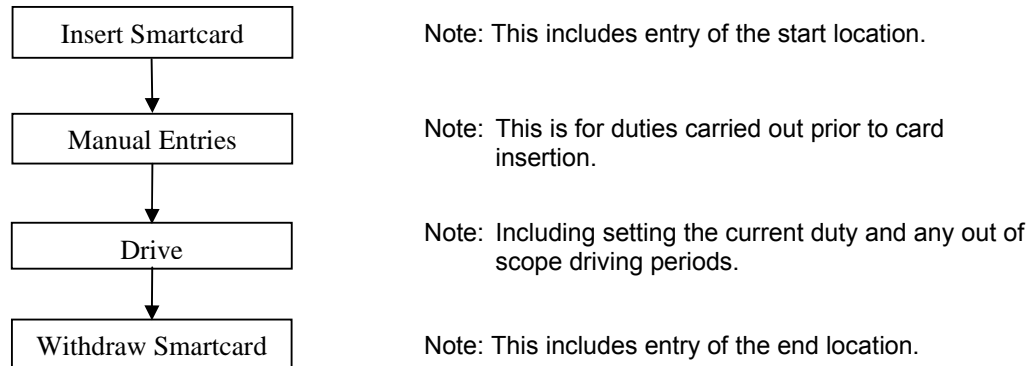 Insert Smartcard
Note: This includes entry of the start location.
Manual Entries
Note: This is for duties carried out prior to card
insertion.
Drive
Note: Including setting the current duty and any out of
scope driving periods.
Withdraw Smartcard
Note: This includes entry of the end location.